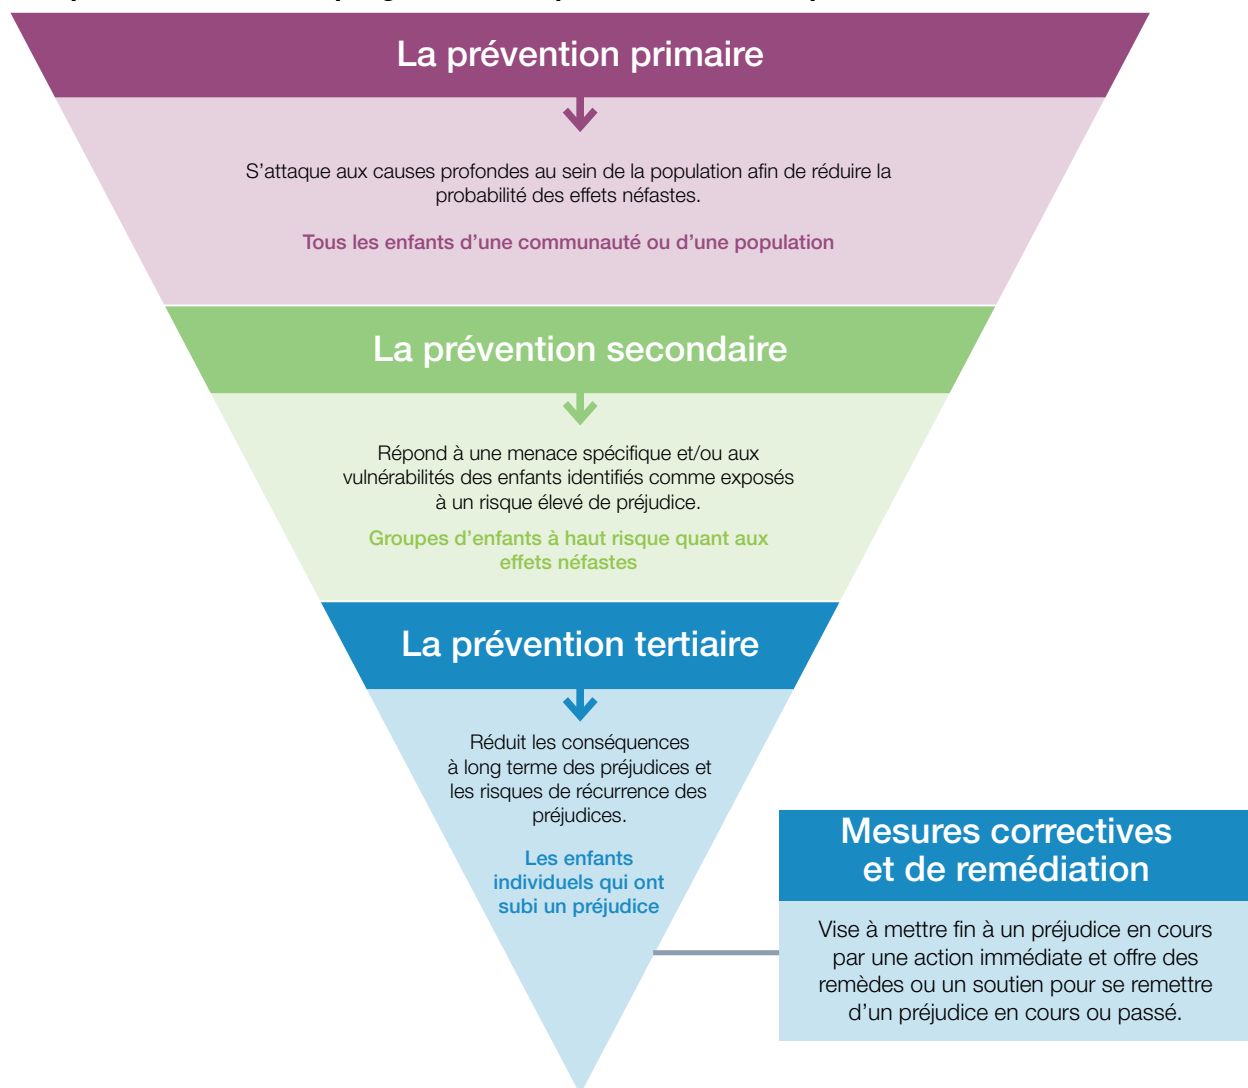 La prévention primaire
S’attaque aux causes profondes au sein de la population afin de réduire la
probabilité des effets néfastes.
Tous les enfants d’une communauté ou d’une population
La prévention secondaire
Répond à une menace spécifique et/ou aux
vulnérabilités des enfants identifiés comme exposés
à un risque élevé de préjudice.
Groupes d’enfants à haut risque quant aux
effets néfastes
La prévention tertiaire
Réduit les conséquences
à long terme des préjudices et
les risques de récurrence des
préjudices.
Les enfants
individuels qui ont
subi un préjudice
Mesures correctives
et de remédiation
Vise à mettre fin à un préjudice en cours
par une action immédiate et offre des
remèdes ou un soutien pour se remettre
d’un préjudice en cours ou passé.